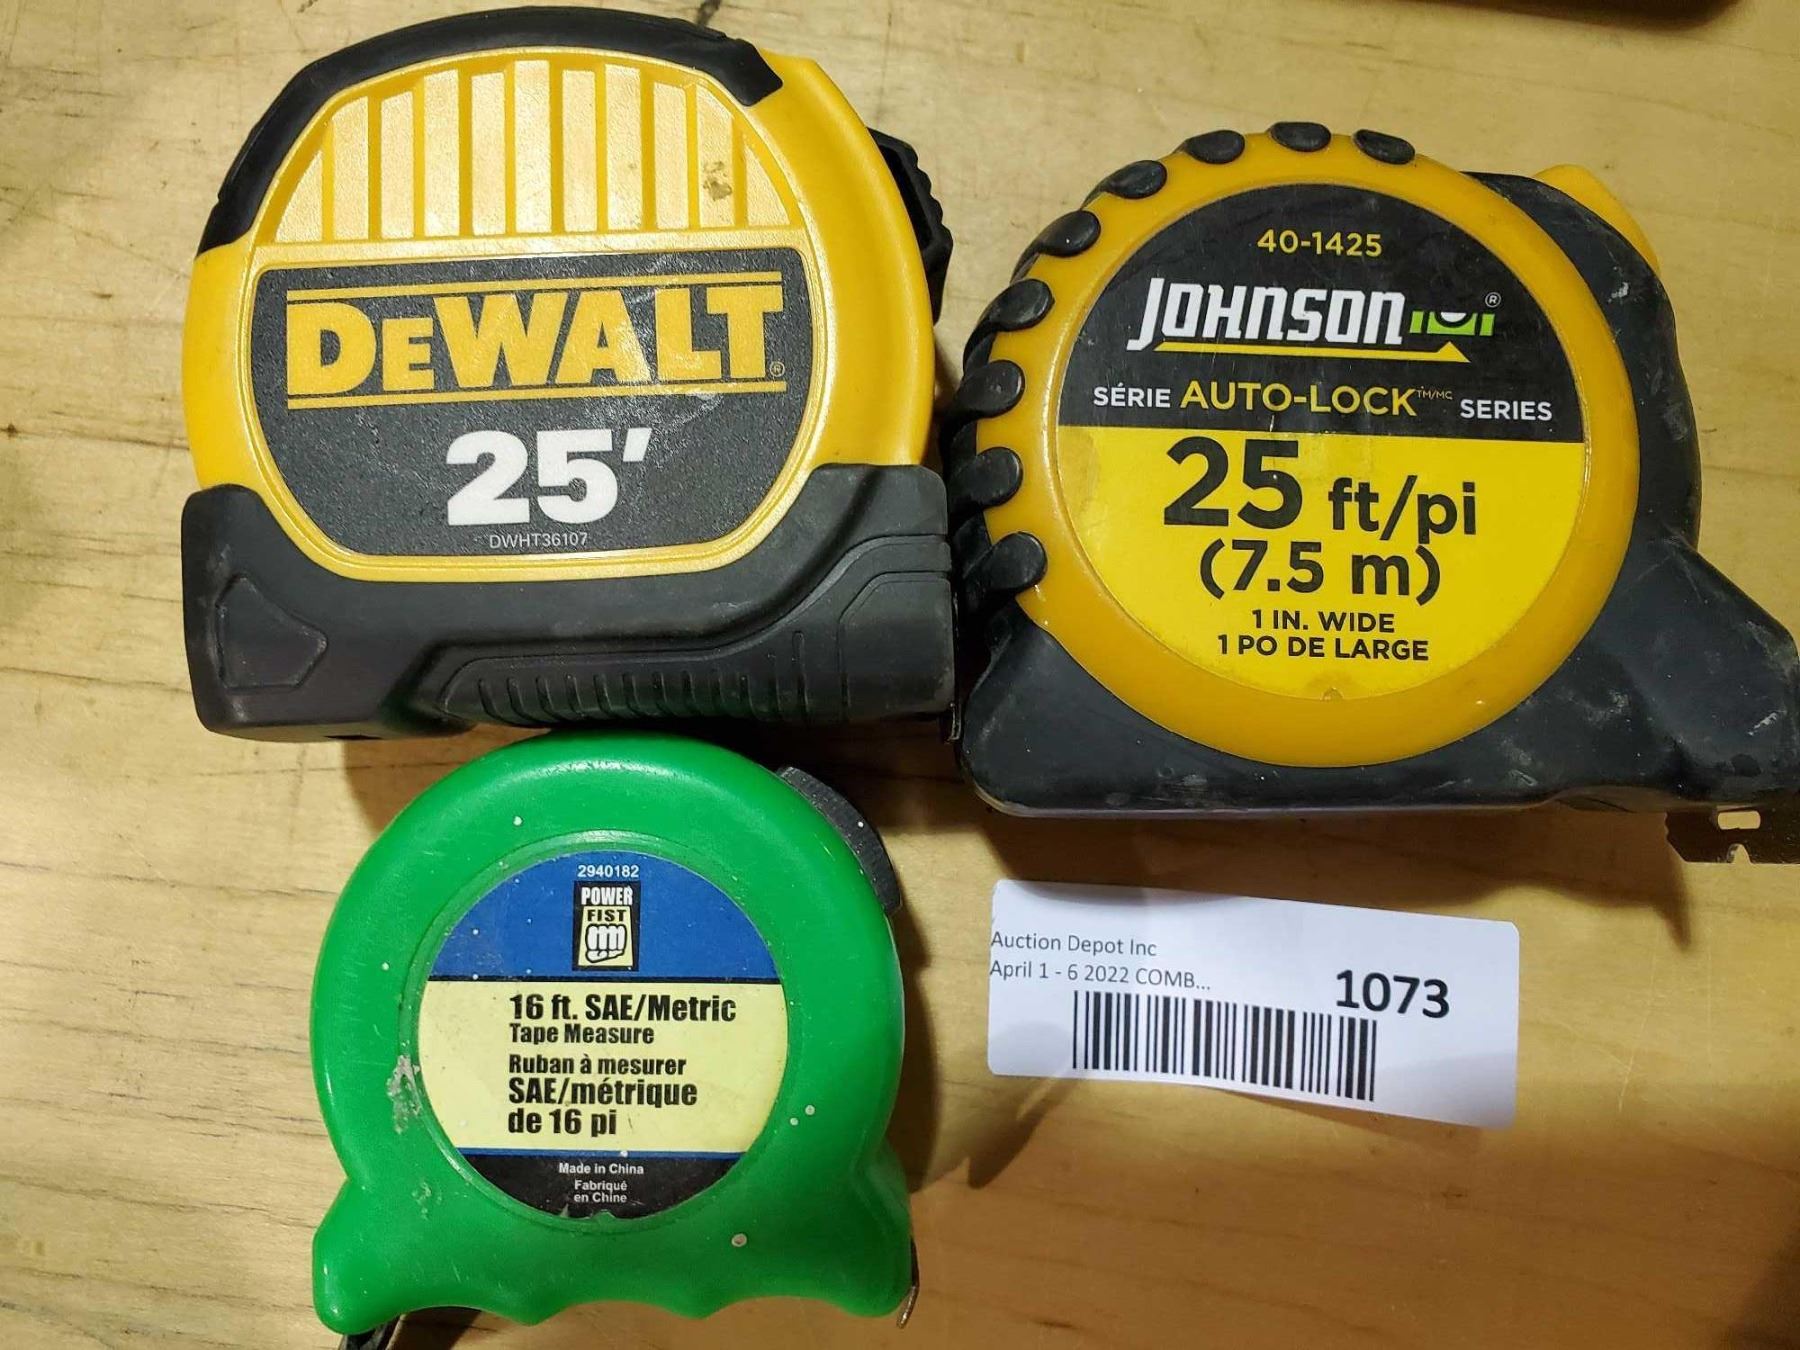 DEWALT®
25'
DWHT36107
40-1425
JOHNSON®
SÉRIE AUTO-LOCK™/MC SERIES
25 ft/pi
(7.5 m)
1 IN. WIDE
1 PO DE LARGE
2940182
POWER
FIST
16 ft. SAE/Metric
Tape Measure
Ruban à mesurer
SAE/métrique
de 16 pi
Made in China
Fabriqué
en Chine
Auction Depot Inc
April 1 - 6 2022 COMB...
1073